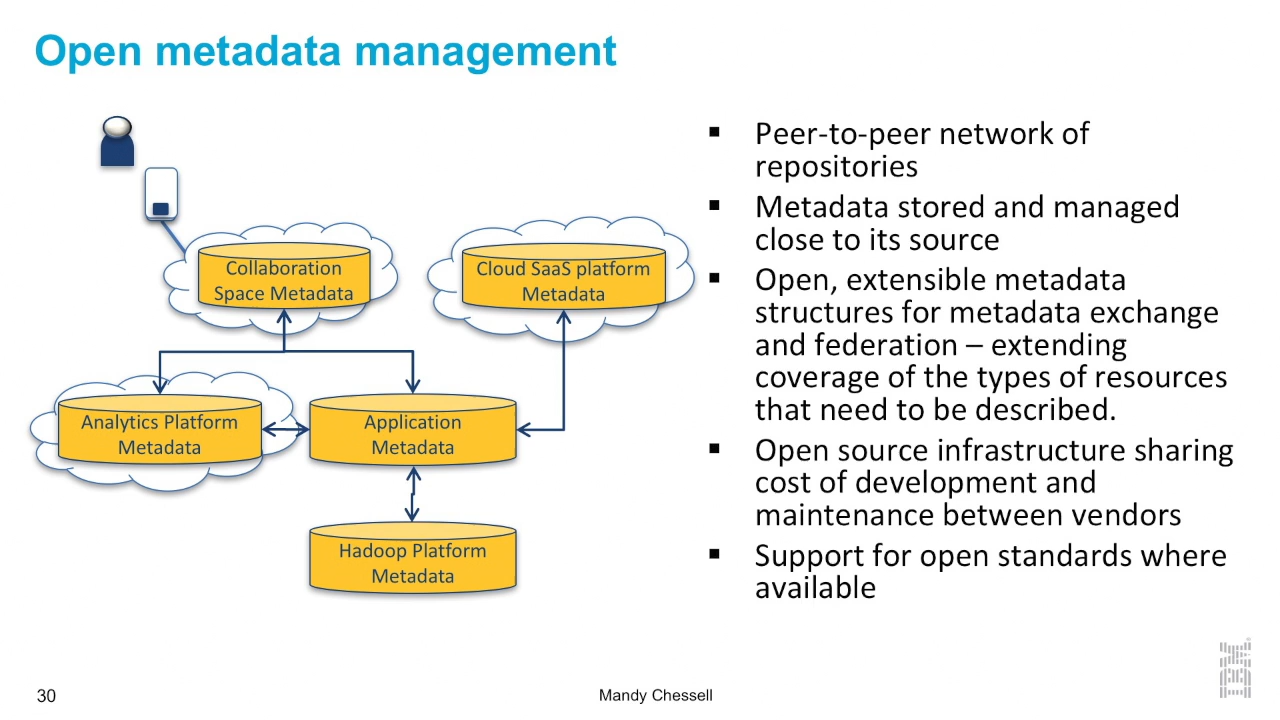 Open metadata management
Collaboration
Space Metadata
Cloud SaaS platform
Metadata
Analytics Platform
Metadata
Application
Metadata
Hadoop Platform
Metadata
▪ Peer-to-peer network of
repositories
▪ Metadata stored and managed
close to its source
▪ Open, extensible metadata
structures for metadata exchange
and federation – extending
coverage of the types of resources
that need to be described.
▪ Open source infrastructure sharing
cost of development and
maintenance between vendors
▪ Support for open standards where
available
30
Mandy Chessell
IBM